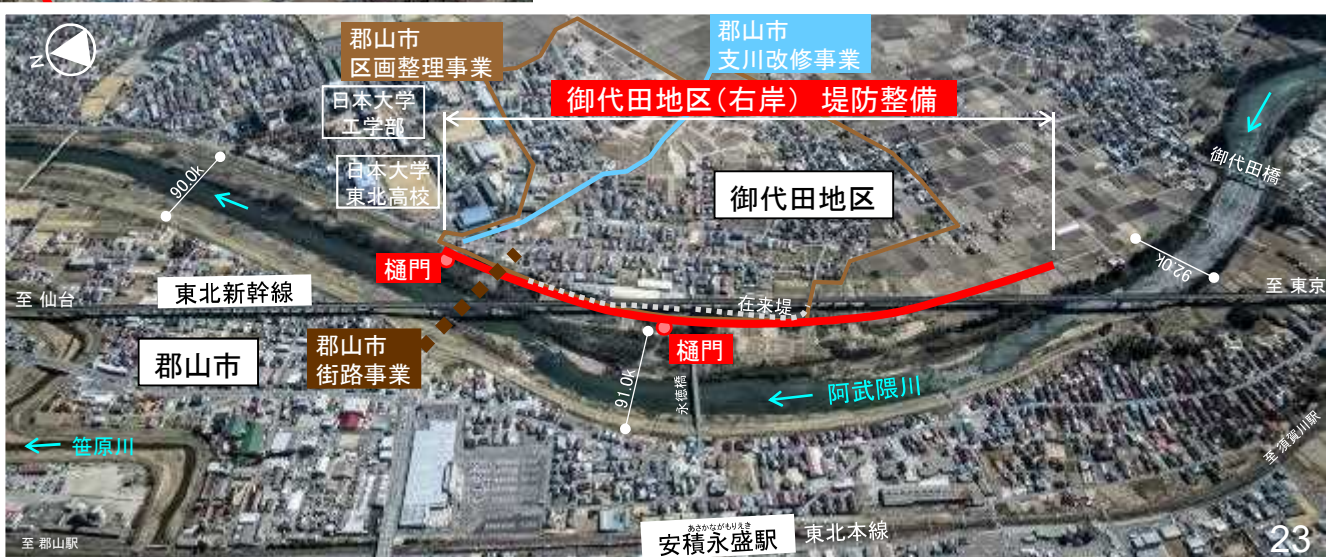 N
郡山市
区画整理事業
郡山市
支川改修事業
御代田地区(右岸) 堤防整備
日本大学
工学部
日本大学
東北高校
御代田地区
御代田橋
90.0k
92.0k
樋門
至 仙台
東北新幹線
在来堤
至 東京
郡山市
郡山市
街路事業
樋門
91.0k
永徳橋
阿武隈川
笹原川
至 須賀川駅
至 郡山駅
あさかながもりえき
安積永盛駅
東北本線
23